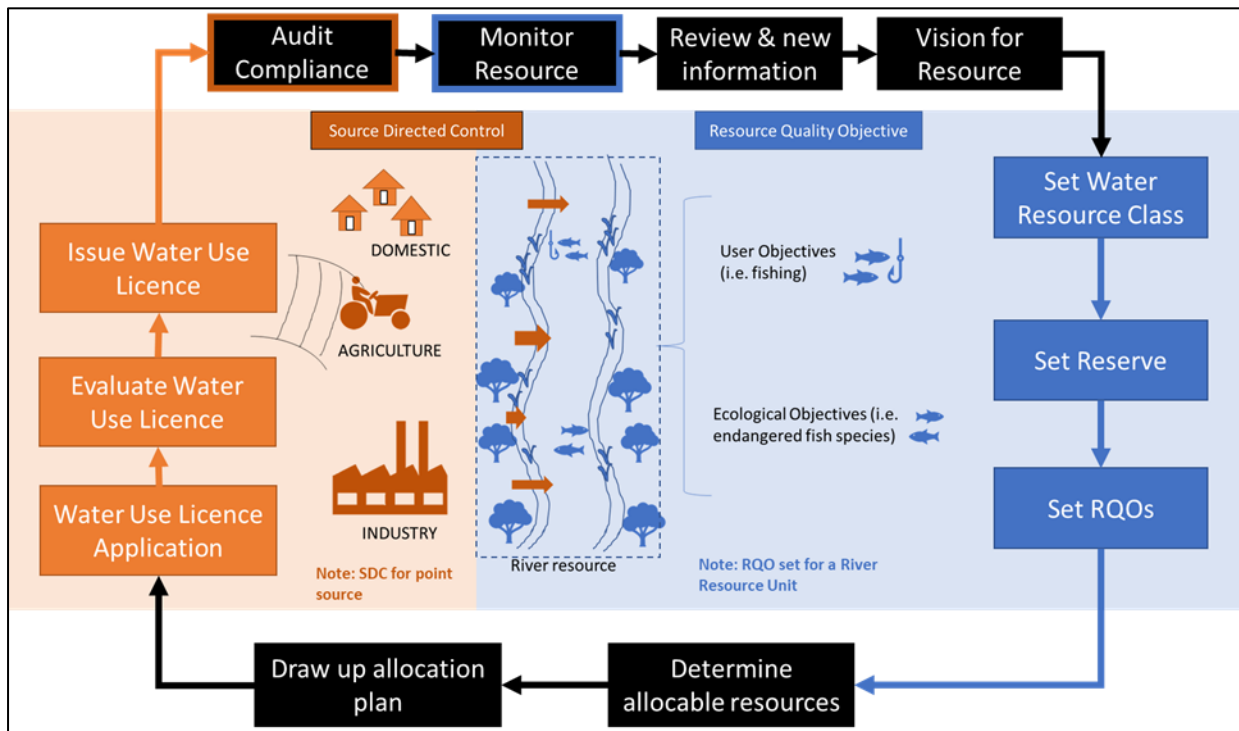 Audit
Compliance
Monitor
Resource
Review & new
information
Vision for
Resource
Source Directed Control
Resource Quality Objective
Set Water
Resource Class
Issue Water Use
Licence
DOMESTIC
User Objectives
(i.e. fishing)
AGRICULTURE
Set Reserve
Evaluate Water
Use Licence
Ecological Objectives (i.e.
endangered fish species)
Set RQOs
Water Use Licence
Application
INDUSTRY
River resource
Note: SDC for point
source
Note: RQO set for a River
Resource Unit
Draw up allocation
plan
Determine
allocable resources